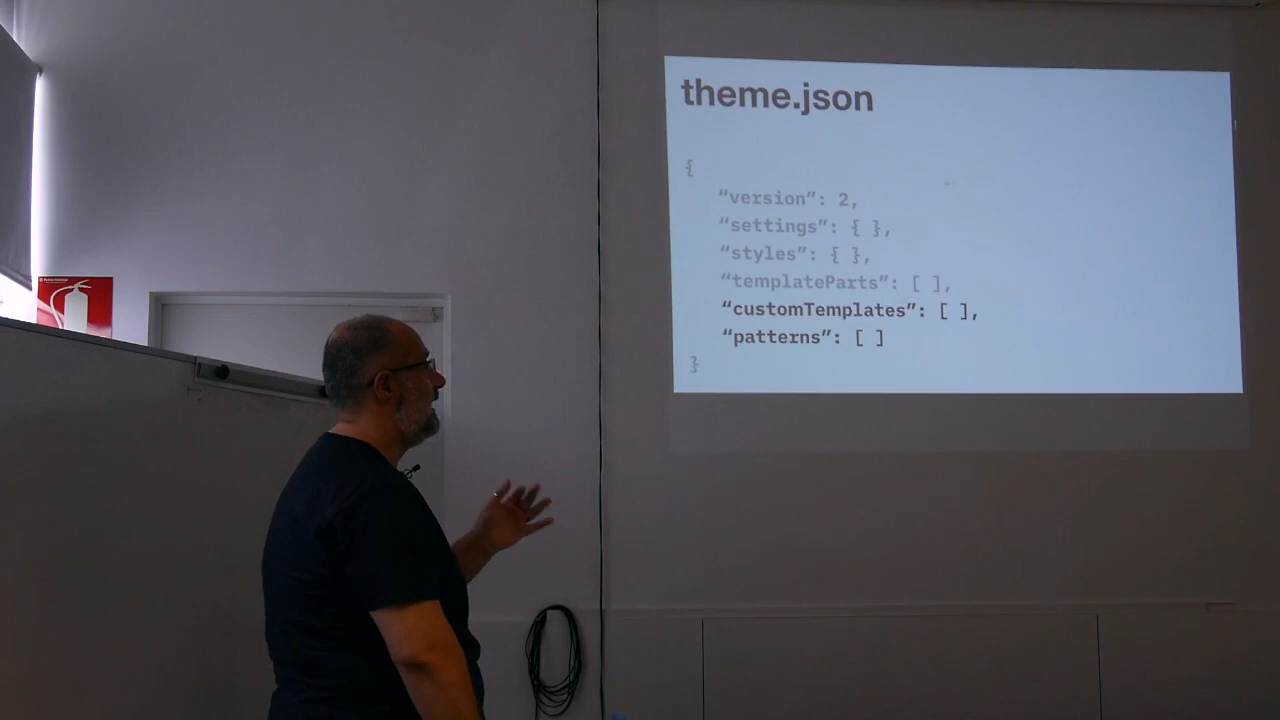 theme.json
{
“version”: 2,
“settings”: { },
“styles”: { },
“templateParts”: [ ],
“customTemplates”: [ ],
“patterns”: [ ]
}